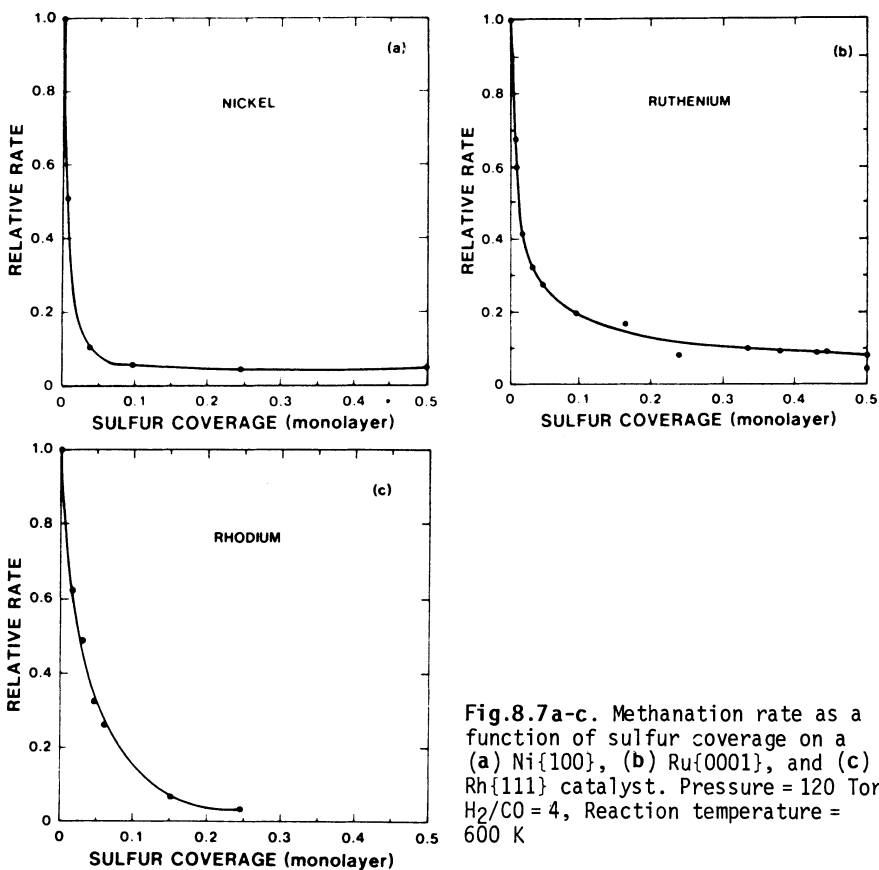 1.0
(a)
0.8
NICKEL
0.6
0.4
0.2
0
0 0.1 0.2 0.3 0.4 0.5
RELATIVE RATE
SULFUR COVERAGE (monolayer)
1.0
(b)
0.8
RUTHENIUM
0.6
0.4
0.2
0
0 0.1 0.2 0.3 0.4 0.5
RELATIVE RATE
SULFUR COVERAGE (monolayer)
1.0
(c)
0.8
RHODIUM
0.6
0.4
0.2
0
0 0.1 0.2 0.3 0.4 0.5
RELATIVE RATE
SULFUR COVERAGE (monolayer)
Fig.8.7a-c. Methanation rate as a
function of sulfur coverage on a
(a) Ni{100}, (b) Ru{0001}, and (c)
Rh{111} catalyst. Pressure = 120 Tor
H2/CO = 4, Reaction temperature =
600 K